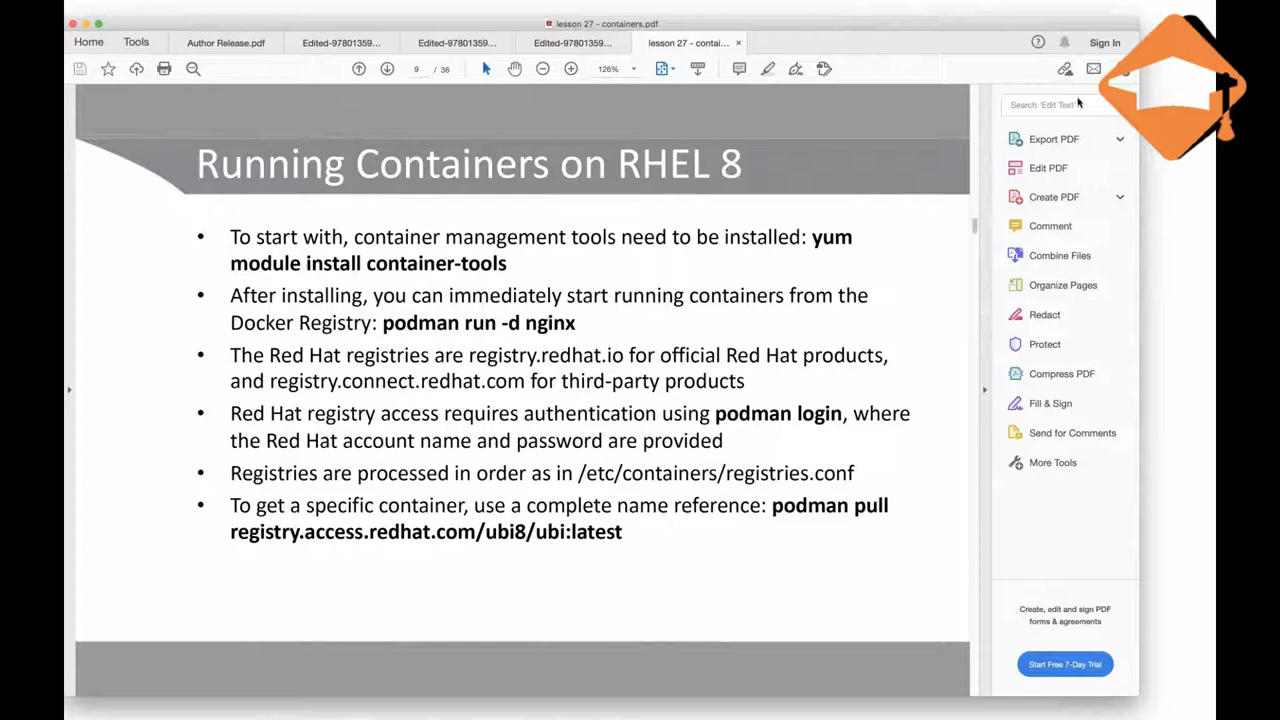 lesson 27 - containers.pdf
Home
Tools
Author Release.pdf
Edited-97801359...
Edited-97801359...
Edited-97801359...
lesson 27 - contai...
Sign In
9 / 36
126%
Search 'Edit Text'
Running Containers on RHEL 8
• To start with, container management tools need to be installed: yum
module install container-tools
• After installing, you can immediately start running containers from the
Docker Registry: podman run -d nginx
• The Red Hat registries are registry.redhat.io for official Red Hat products,
and registry.connect.redhat.com for third-party products
• Red Hat registry access requires authentication using podman login, where
the Red Hat account name and password are provided
• Registries are processed in order as in /etc/containers/registries.conf
• To get a specific container, use a complete name reference: podman pull
registry.access.redhat.com/ubi8/ubi:latest
Export PDF
Edit PDF
Create PDF
Comment
Combine Files
Organize Pages
Redact
Protect
Compress PDF
Fill & Sign
Send for Comments
More Tools
Create, edit and sign PDF
forms & agreements
Start Free 7-Day Trial